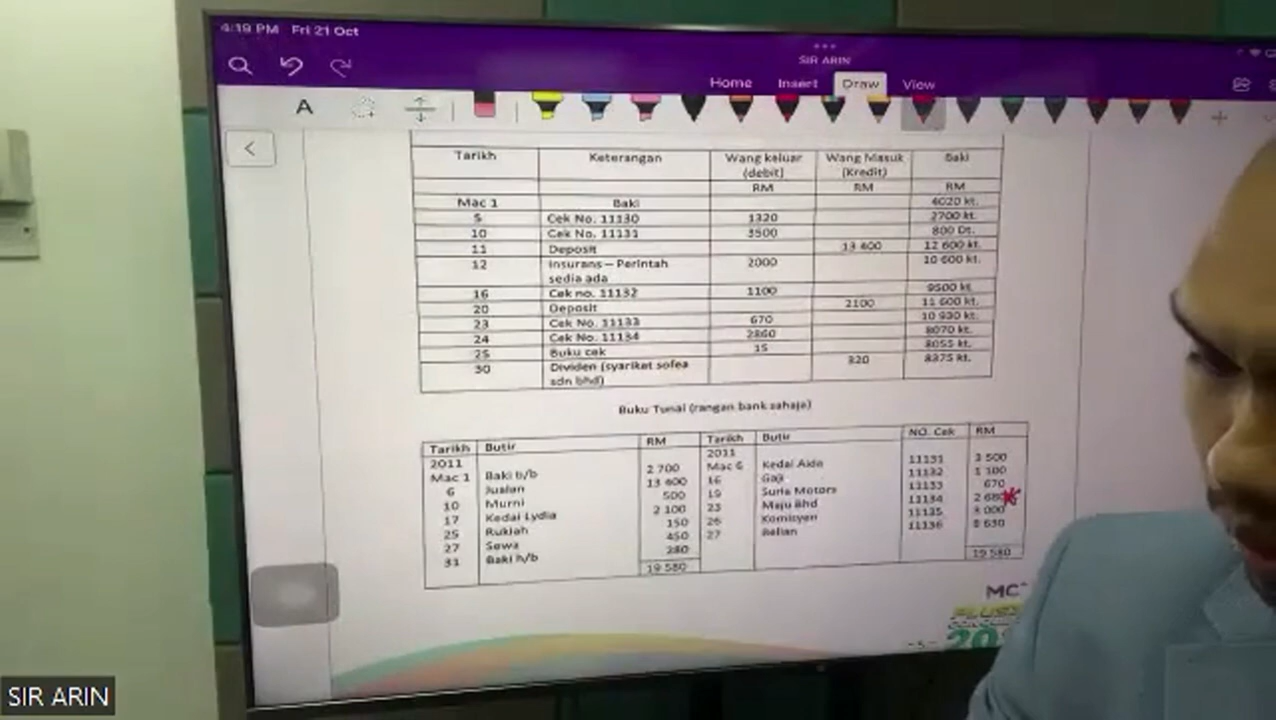 4:19 PM Fri 21 Oct
SIR ARIN
Home Insert Draw View
A
Tarikh Keterangan Wang keluar (debit) Wang Masuk (Kredit) Baki
RM RM RM
Mac 1 Baki 4020 kt.
5 Cek No. 11130 1320 2700 kt.
10 Cek No. 11131 3500 800 Dt.
11 Deposit 13 400 12 600 kt.
12 Insurans – Perintah sedia ada 2000 10 600 kt.
16 Cek no. 11132 1100 9500 kt.
20 Deposit 2100 11 600 kt.
23 Cek No. 11133 670 10 930 kt.
24 Cek No. 11134 2860 8070 kt.
25 Buku cek 15 8055 kt.
30 Dividen (syarikat sofea sdn bhd) 320 8375 kt.
Buku Tunai (rangan bank sahaja)
Tarikh Butir RM Tarikh Butir NO. Cek RM
2011 2011
Mac 1 Baki b/b 2 700 Mac 6 Kedai Aida 11131 3 500
6 Jualan 13 400 16 Gaji 11132 1 100
10 Murni 500 19 Suria Motors 11133 670
17 Kedai Lydia 2 100 23 Maju Bhd 11134 2 680
25 Rukiah 150 26 Komisyen 11135 3 000
27 Sewa 450 27 Belian 11136 8 630
31 Baki h/b 280
19 580 19 580
MC
PLUS
20
SIR ARIN